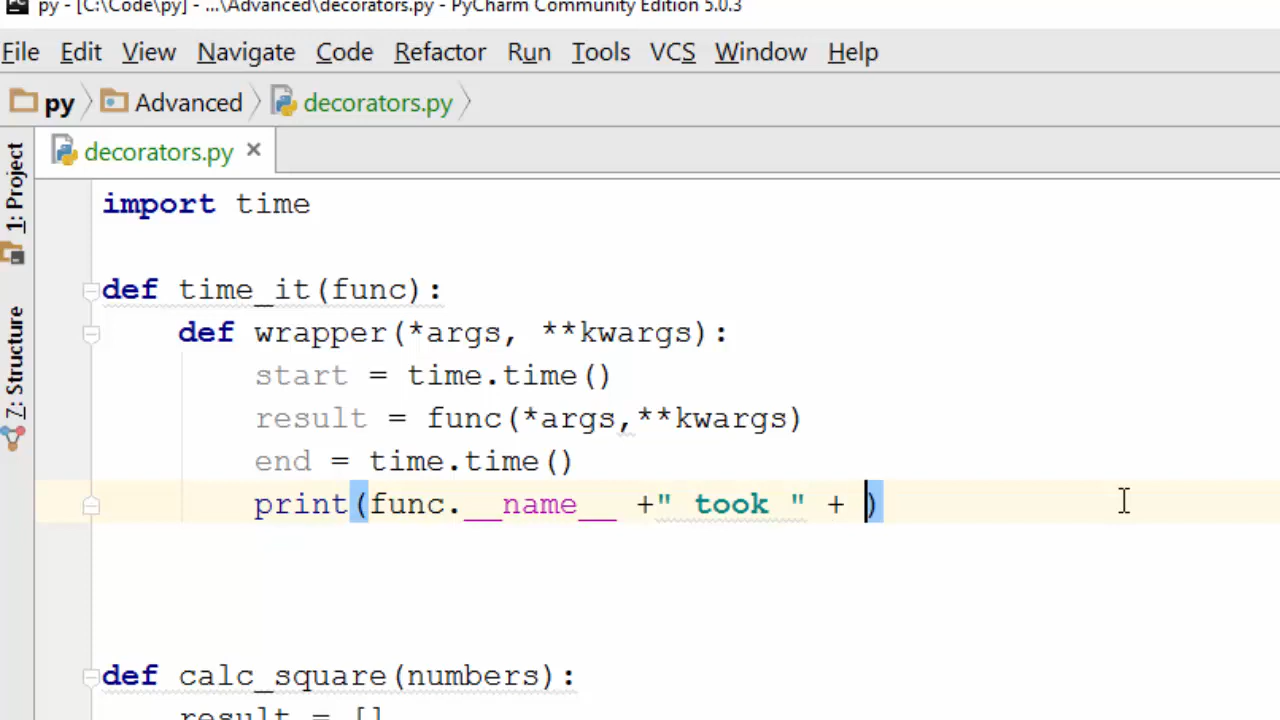 py - [C:\Code\py] - ...\Advanced\decorators.py - PyCharm Community Edition 5.0.3
File Edit View Navigate Code Refactor Run Tools VCS Window Help
py Advanced decorators.py
decorators.py
1: Project
7: Structure
import time
def time_it(func):
    def wrapper(*args, **kwargs):
        start = time.time()
        result = func(*args,**kwargs)
        end = time.time()
        print(func.__name__ +" took " + )
def calc_square(numbers):
    result = []